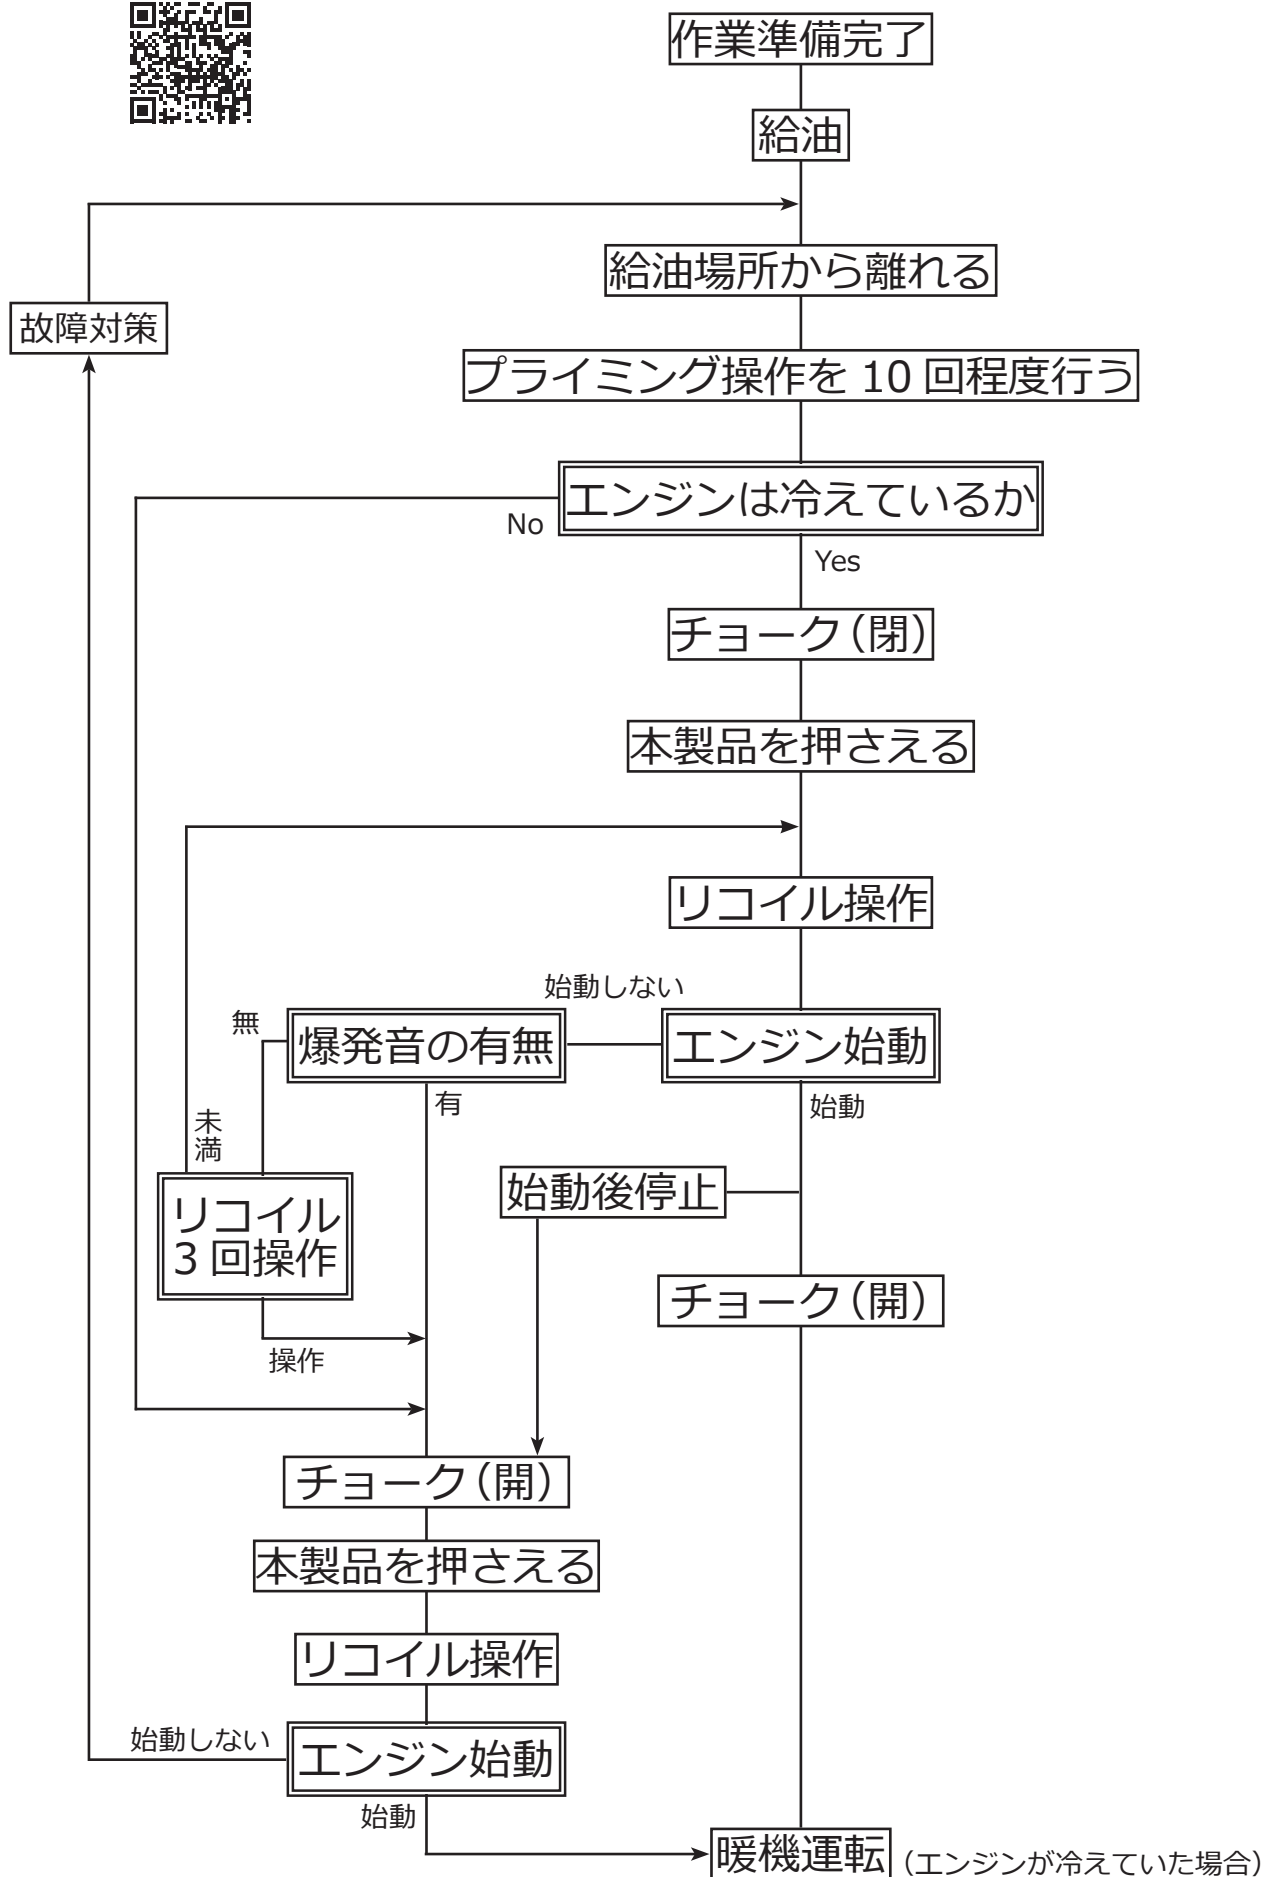 作業準備完了
給油
給油場所から離れる
故障対策
プライミング操作を 10 回程度行う
エンジンは冷えているか
No
Yes
チョーク（閉）
本製品を押さえる
リコイル操作
始動しない
無
爆発音の有無
エンジン始動
有
始動
未満
始動後停止
リコイル
3 回操作
チョーク（開）
操作
チョーク（開）
本製品を押さえる
リコイル操作
始動しない
エンジン始動
始動
暖機運転（エンジンが冷えていた場合）